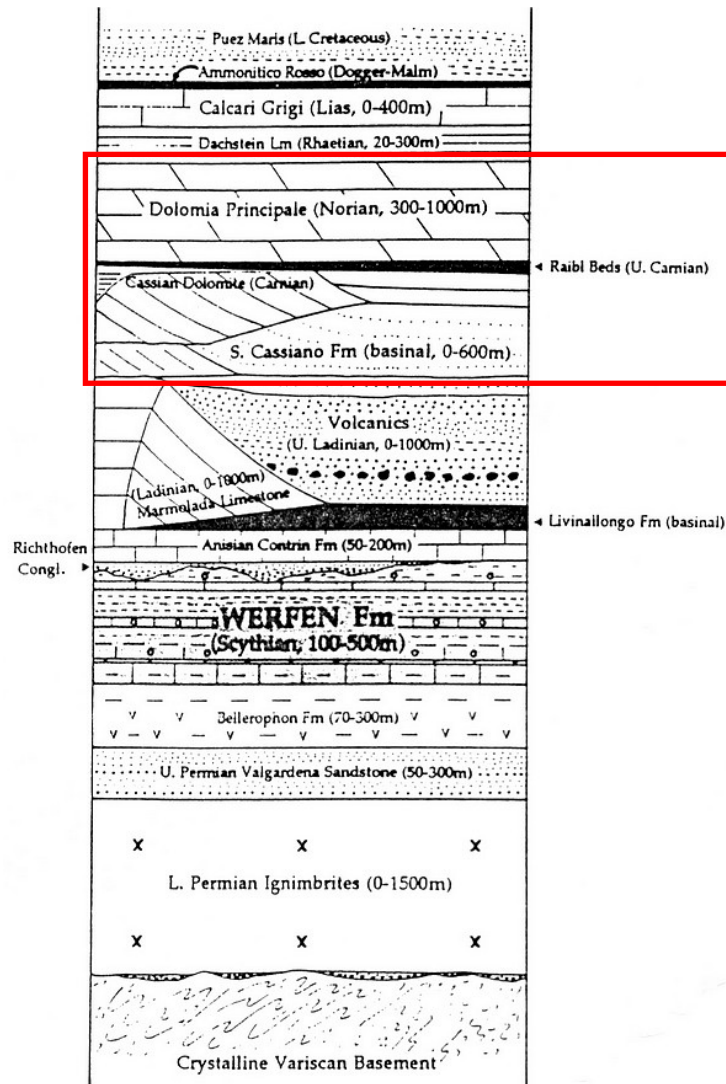 Puez Marls (L. Cretaceous)
Ammonitico Rosso (Dogger-Malm)
Calcari Grigi (Lias, 0-400m)
Dachstein Lm (Rhaetian, 20-300m)
Dolomia Principale (Norian, 300-1000m)
Raibl Beds (U. Carnian)
Cassian Dolomite (Carnian)
S. Cassiano Fm (basinal, 0-600m)
Volcanics
(U. Ladinian, 0-1000m)
(Ladinian, 0-1000m)
Marmolada Limestone
Livinallongo Fm (basinal)
Anisian Contrin Fm (50-200m)
Richthofen
Congl.
WERFEN Fm
(Scythian, 100-500m)
Bellerophon Fm (70-300m)
U. Permian Valgardena Sandstone (50-300m)
L. Permian Ignimbrites (0-1500m)
Crystalline Variscan Basement